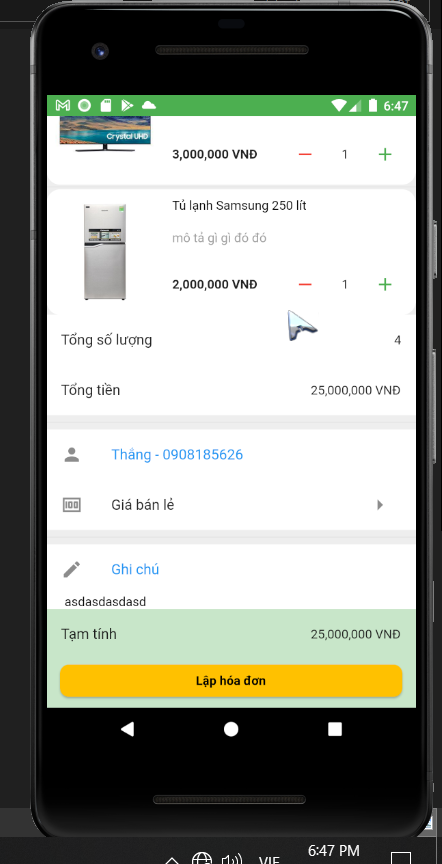 6:47
Crystal UHD
3,000,000 VNĐ
1
Tủ lạnh Samsung 250 lít
mô tả gì gì đó đó
2,000,000 VNĐ
1
Tổng số lượng
4
Tổng tiền
25,000,000 VNĐ
Thắng - 0908185626
100
Giá bán lẻ
Ghi chú
asdasdasdasd
Tạm tính
25,000,000 VNĐ
Lập hóa đơn
VIE
6:47 PM